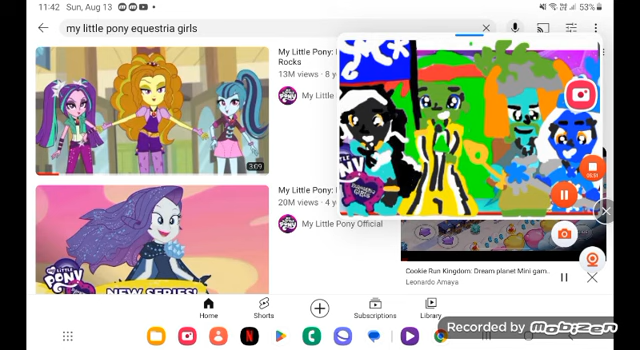 11:42 Sun, Aug 13
53%
my little pony equestria girls
My Little Pony:
Rocks
13M views · 8 y
My Little
3:09
My Little Pony:
20M views · 4 y
My Little Pony Official
MY LITTLE PONY
NEW SERIES!
EQUESTRIA GIRLS
Cookie Run Kingdom: Dream planet Mini gam..
Leonardo Amaya
Home
Shorts
Subscriptions
Library
Recorded by Mobizen